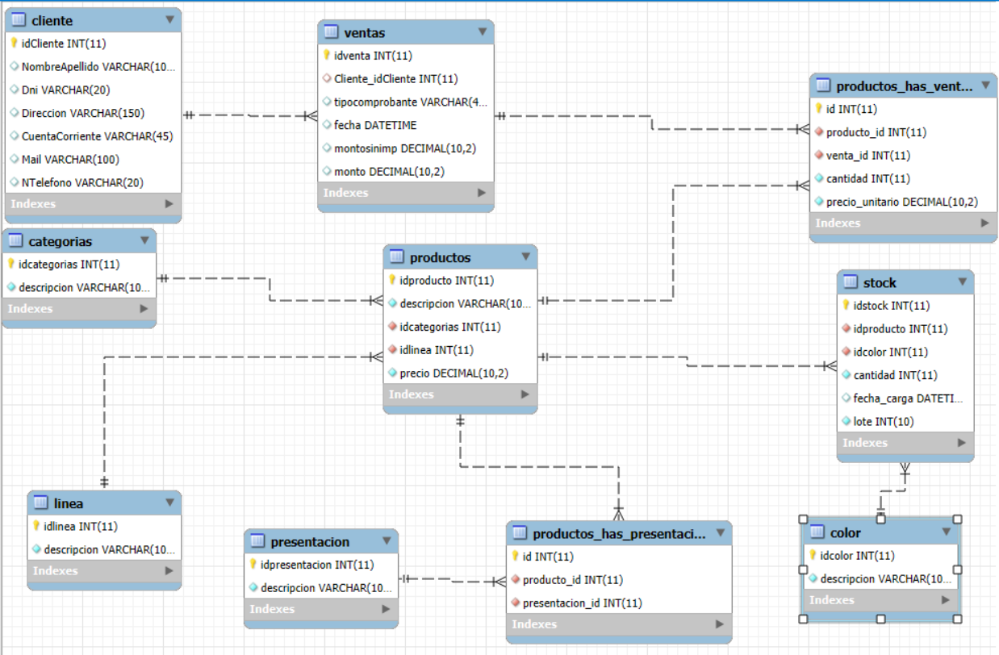 cliente
idCliente INT(11)
NombreApellido VARCHAR(10...
Dni VARCHAR(20)
Direccion VARCHAR(150)
CuentaCorriente VARCHAR(45)
Mail VARCHAR(100)
NTelefono VARCHAR(20)
Indexes
ventas
idventa INT(11)
Cliente_idCliente INT(11)
tipocomprobante VARCHAR(4...
fecha DATETIME
montosinimp DECIMAL(10,2)
monto DECIMAL(10,2)
Indexes
productos_has_vent...
id INT(11)
producto_id INT(11)
venta_id INT(11)
cantidad INT(11)
precio_unitario DECIMAL(10,2)
Indexes
categorias
idcategorias INT(11)
descripcion VARCHAR(10...
Indexes
productos
idproducto INT(11)
descripcion VARCHAR(10...
idcategorias INT(11)
idlinea INT(11)
precio DECIMAL(10,2)
Indexes
stock
idstock INT(11)
idproducto INT(11)
idcolor INT(11)
cantidad INT(11)
fecha_carga DATETI...
lote INT(10)
Indexes
linea
idlinea INT(11)
descripcion VARCHAR(10...
Indexes
presentacion
idpresentacion INT(11)
descripcion VARCHAR(10...
Indexes
productos_has_presentaci...
id INT(11)
producto_id INT(11)
presentacion_id INT(11)
Indexes
color
idcolor INT(11)
descripcion VARCHAR(10...
Indexes